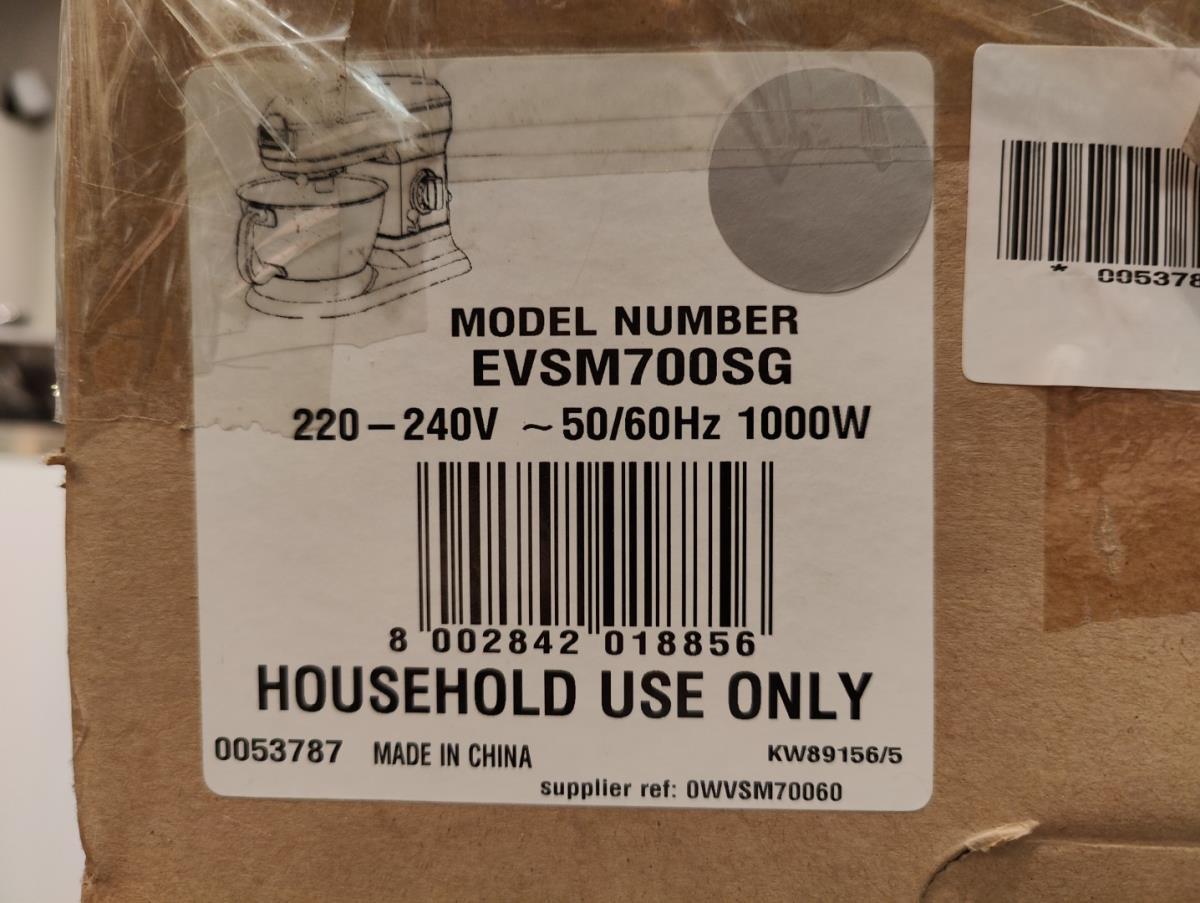 MODEL NUMBER
EVSM700SG
220-240V ~50/60Hz 1000W
8 002842 018856
HOUSEHOLD USE ONLY
0053787 MADE IN CHINA KW89156/5
supplier ref: 0WVSM70060
* 005378